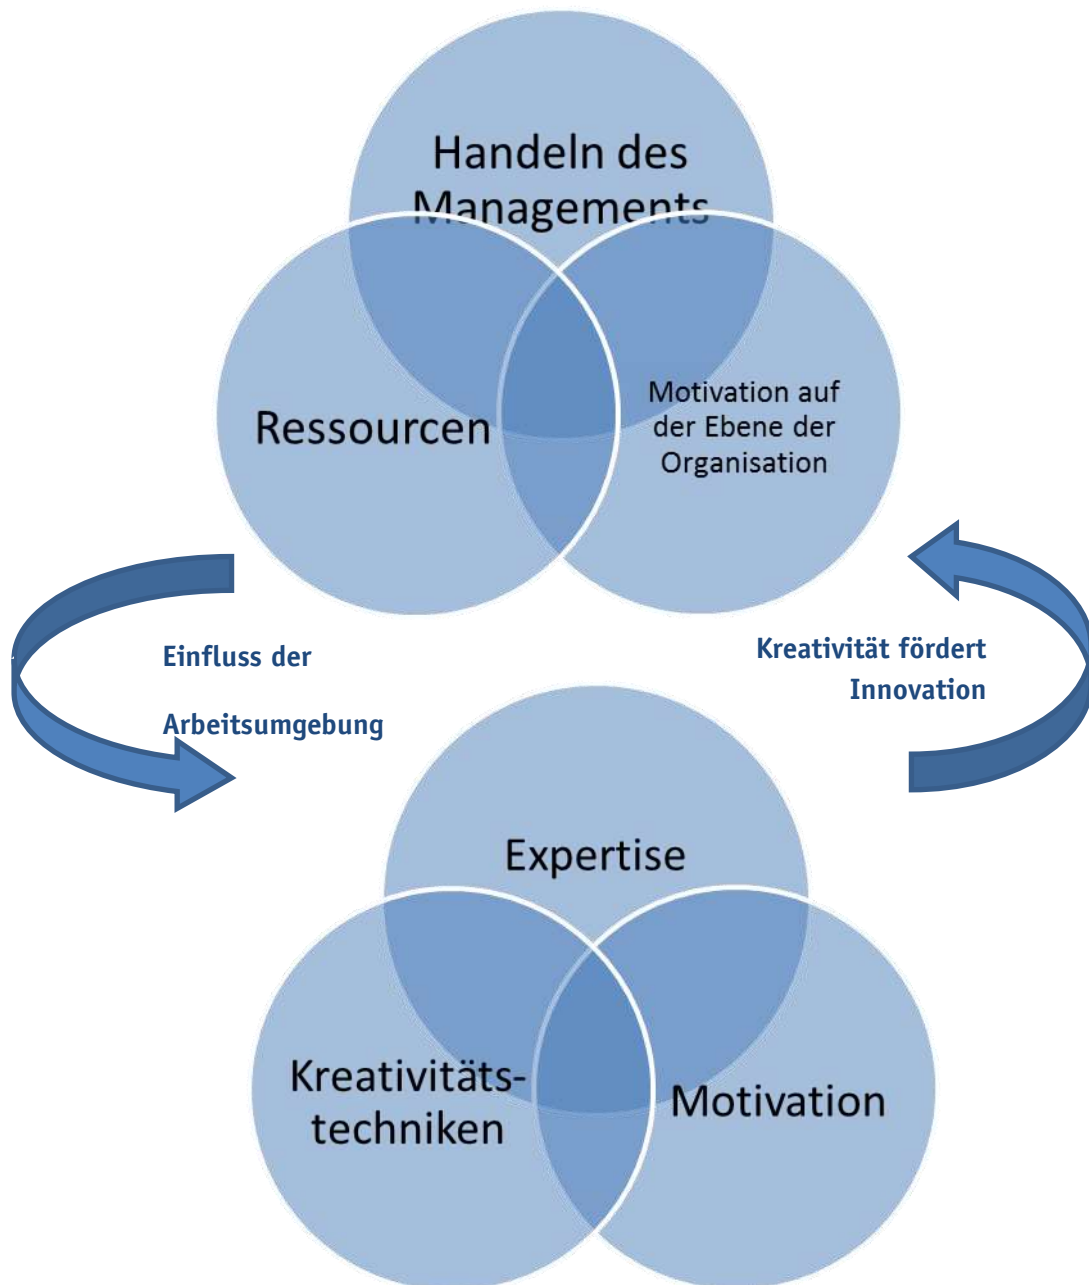 Handeln des
Managements
Ressourcen
Motivation auf
der Ebene der
Organisation
Einfluss der
Arbeitsumgebung
Kreativität fördert
Innovation
Expertise
Kreativitäts-
techniken
Motivation